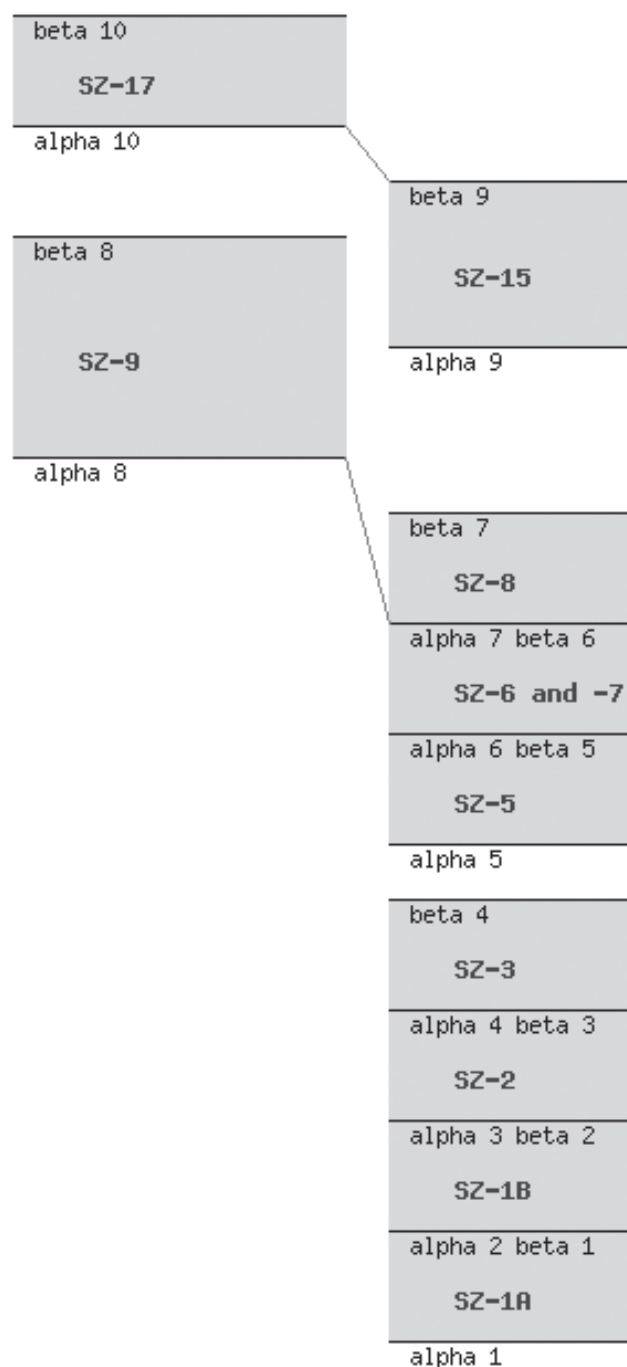 beta 10
SZ-17
alpha 10
beta 9
SZ-15
alpha 9
beta 8
SZ-9
alpha 8
beta 7
SZ-8
alpha 7 beta 6
SZ-6 and -7
alpha 6 beta 5
SZ-5
alpha 5
beta 4
SZ-3
alpha 4 beta 3
SZ-2
alpha 3 beta 2
SZ-1B
alpha 2 beta 1
SZ-1A
alpha 1